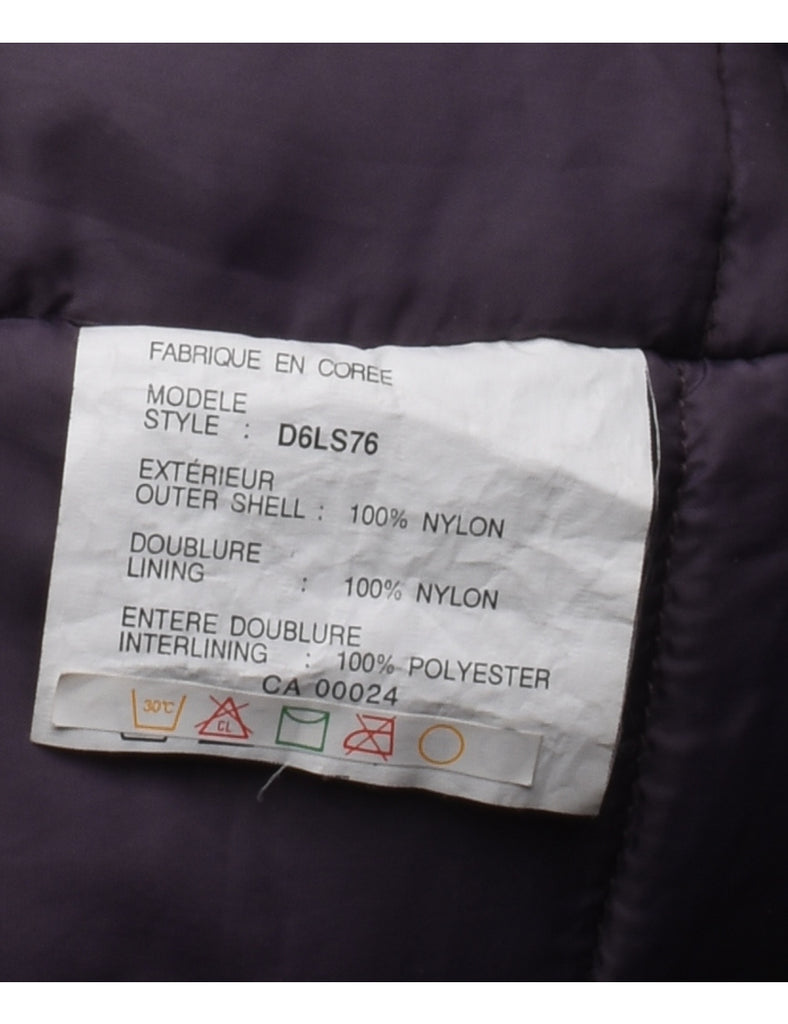 FABRIQUE EN COREE
MODELE
STYLE : D6LS76
EXTÉRIEUR
OUTER SHELL : 100% NYLON
DOUBLURE
LINING : 100% NYLON
ENTERE DOUBLURE
INTERLINING : 100% POLYESTER
CA 00024
30°C CL